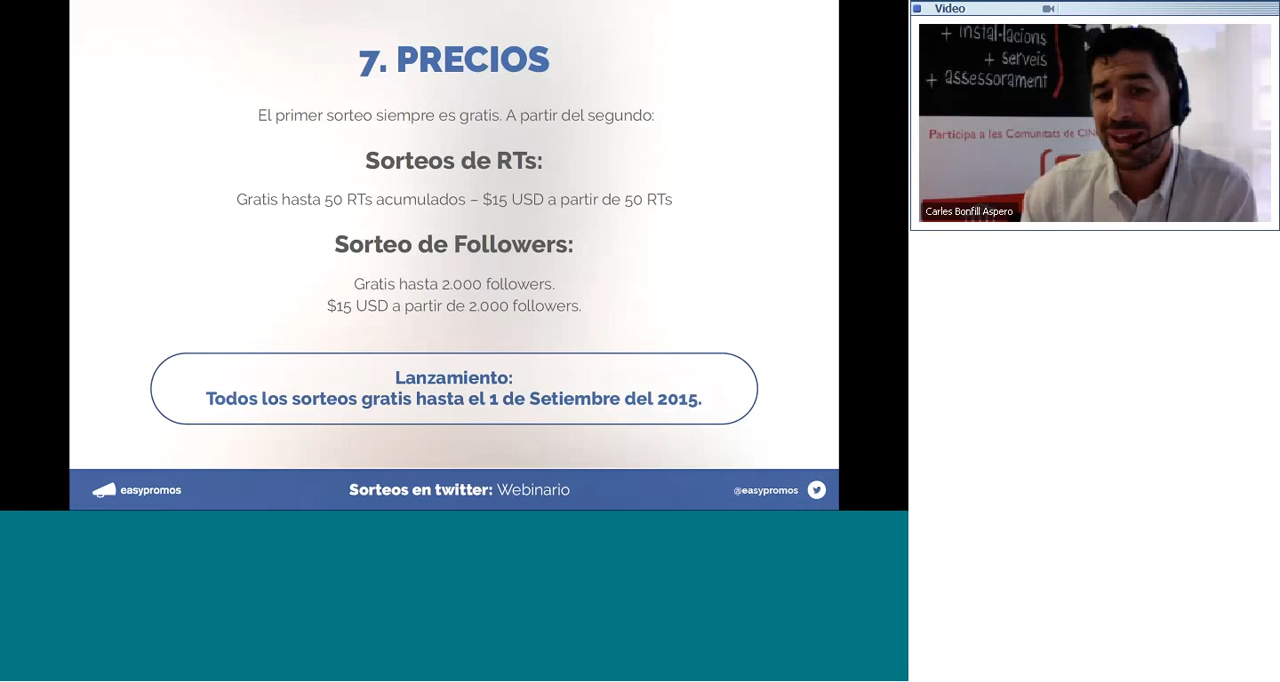 7. PRECIOS
El primer sorteo siempre es gratis. A partir del segundo:
Sorteos de RTs:
Gratis hasta 50 RTs acumulados – $15 USD a partir de 50 RTs
Sorteo de Followers:
Gratis hasta 2.000 followers.
$15 USD a partir de 2.000 followers.
Lanzamiento:
Todos los sorteos gratis hasta el 1 de Setiembre del 2015.
easypromos
Sorteos en twitter: Webinario
@easypromos
Video
+ instal·lacions
+ serveis
+ assessorament
Participa a les Comunitats de
Carles Bonfill Aspero